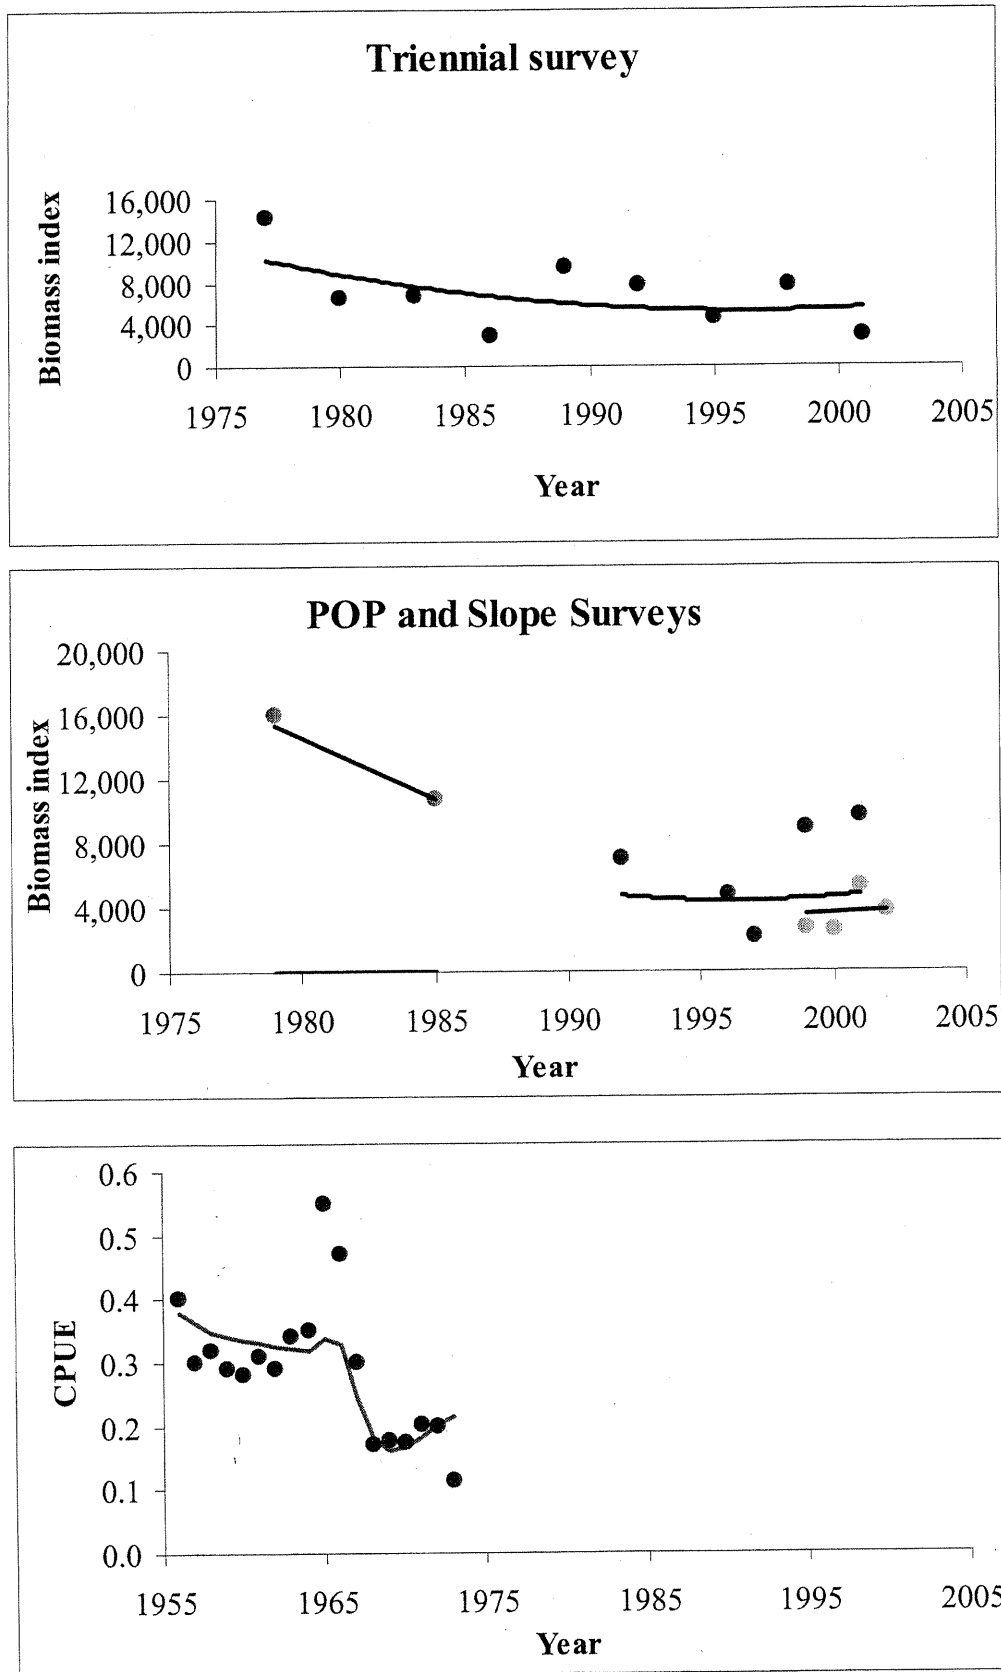 Triennial survey
Biomass index
16,000
12,000
8,000
4,000
0
1975 1980 1985 1990 1995 2000 2005
Year
POP and Slope Surveys
Biomass index
20,000
16,000
12,000
8,000
4,000
0
1975 1980 1985 1990 1995 2000 2005
Year
CPUE
0.6
0.5
0.4
0.3
0.2
0.1
0.0
1955 1965 1975 1985 1995 2005
Year